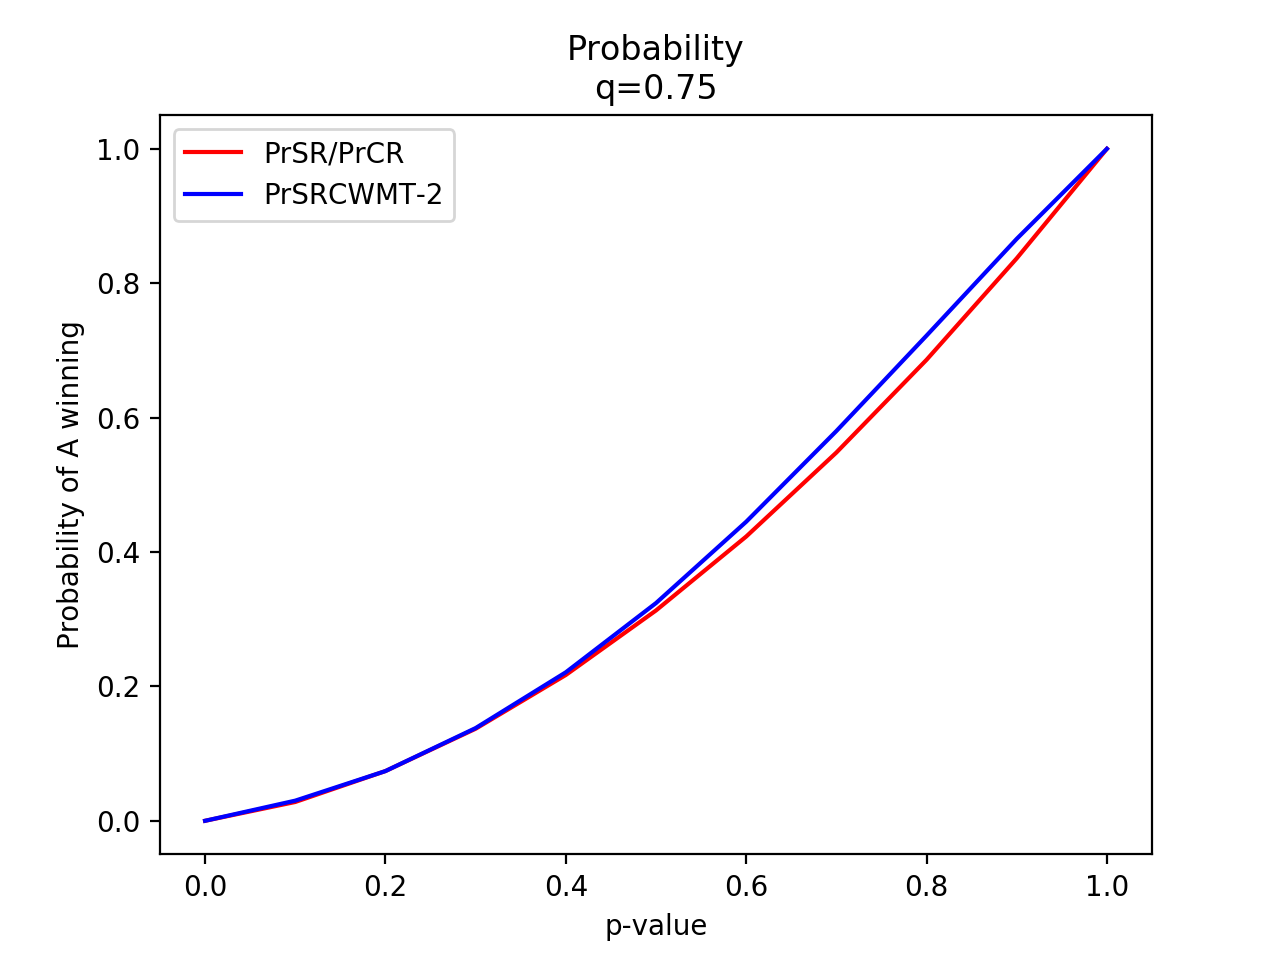 Probability
q=0.75
PrSR/PrCR
PrSRCWMT-2
1.0
0.8
0.6
0.4
0.2
0.0
Probability of A winning
0.0 0.2 0.4 0.6 0.8 1.0
p-value